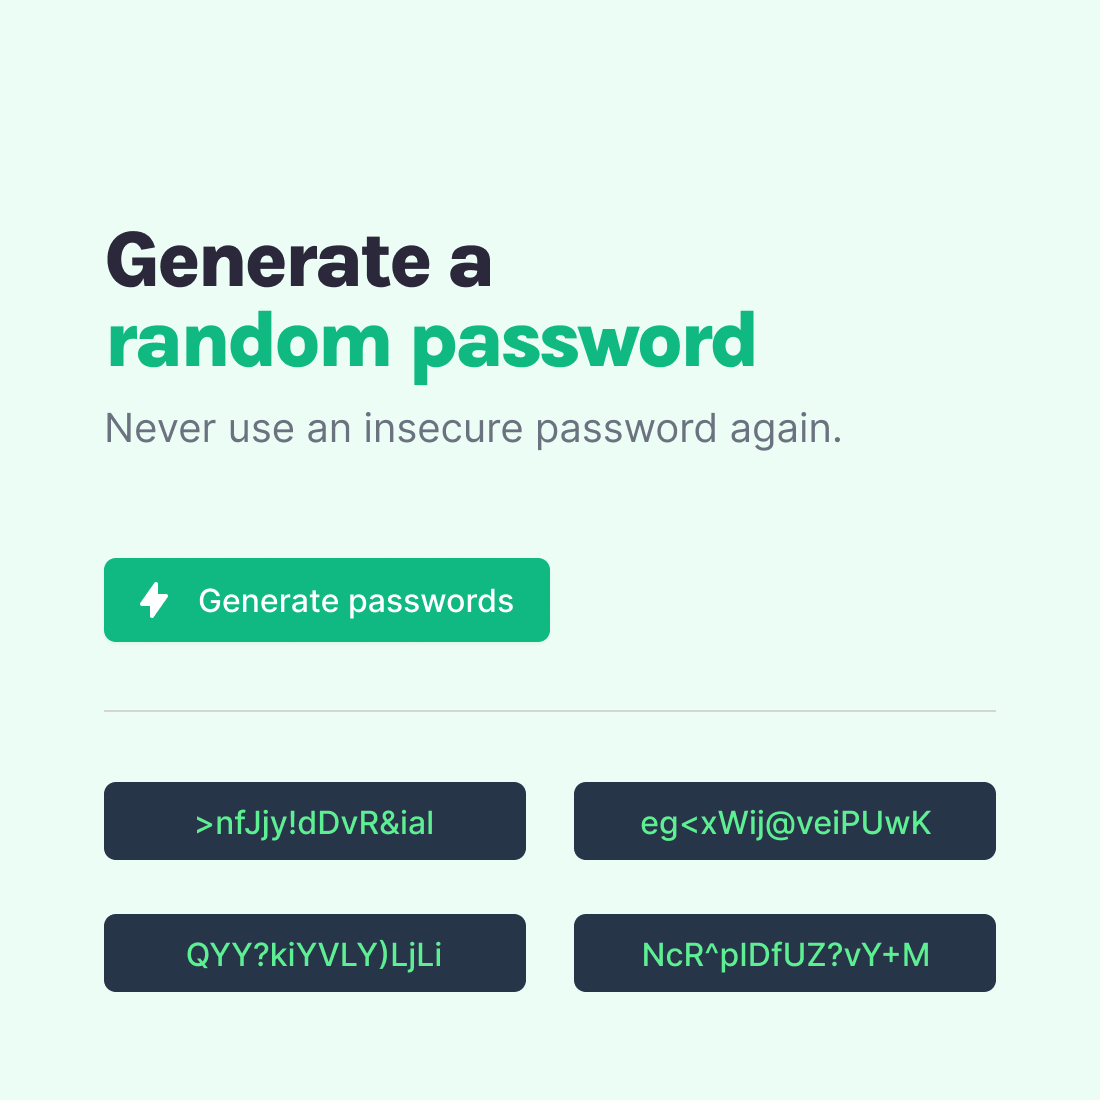 Generate a
random password
Never use an insecure password again.
Generate passwords
>nfJjy!dDvR&ial
eg<xWij@veiPUwK
QYY?kiYVLY)LjLi
NcR^pIDfUZ?vY+M